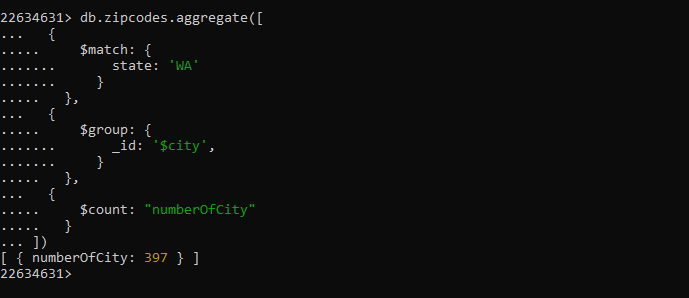 22634631> db.zipcodes.aggregate([
...   {
.....     $match: {
.......       state: 'WA'
.......     }
.....   },
...   {
.....     $group: {
.......       _id: '$city',
.......     }
.....   },
...   {
.....     $count: "numberOfCity"
.....   }
... ])
[ { numberOfCity: 397 } ]
22634631>